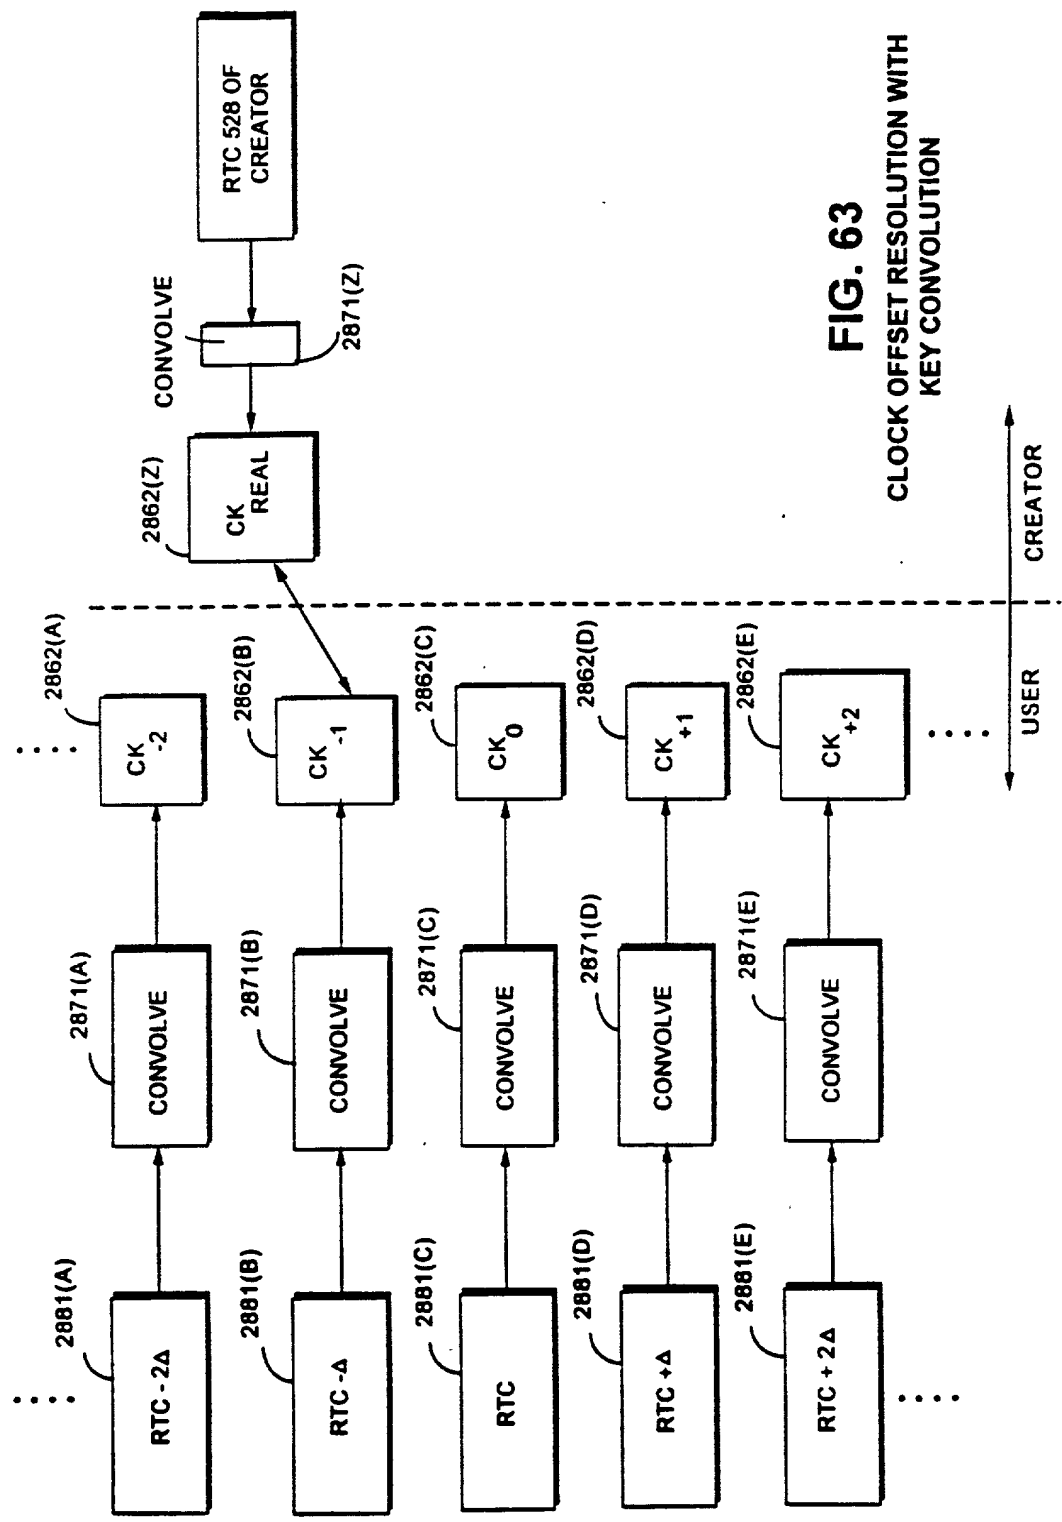 2881(A)
RTC - 2Δ
2871(A)
CONVOLVE
2862(A)
CK-2
2881(B)
RTC -Δ
2871(B)
CONVOLVE
2862(B)
CK-1
2881(C)
RTC
2871(C)
CONVOLVE
2862(C)
CK0
2881(D)
RTC +Δ
2871(D)
CONVOLVE
2862(D)
CK+1
2881(E)
RTC + 2Δ
2871(E)
CONVOLVE
2862(E)
CK+2
2862(Z)
CK REAL
CONVOLVE
2871(Z)
RTC 528 OF
CREATOR
USER
CREATOR
FIG. 63
CLOCK OFFSET RESOLUTION WITH
KEY CONVOLUTION